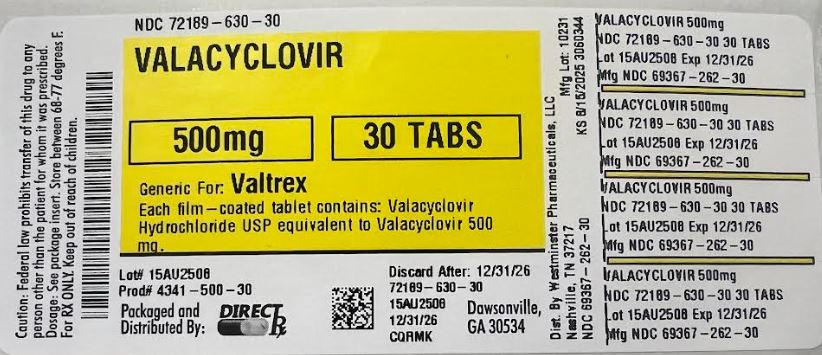 Caution: Federal law prohibits transfer of this drug to any
person other than the patient for whom it was prescribed.
Dosage: See package insert. Store between 68-77 degrees F.
For RX ONLY. Keep out of reach of children.
NDC 72189-630-30
VALACYCLOVIR
500mg
30 TABS
Generic For: Valtrex
Each film-coated tablet contains: Valacyclovir
Hydrochloride USP equivalent to Valacyclovir 500
mg.
Lot# 15AU2508
Prod# 4341-500-30
Packaged and
Distributed By:
DIRECT Rx
Discard After: 12/31/26
72189-630-30
15AU2508
12/31/26
CQRMK
Dawsonville,
GA 30534
Dist. By Westminster Pharmaceuticals, LLC
Nashville, TN 37217
NDC 69367-262-30
Mfg Lot: 10231
KS 8/15/2025 3060344
VALACYCLOVIR 500mg
NDC 72189-630-30 30 TABS
Lot 15AU2508 Exp 12/31/26
Mfg NDC 69367-262-30
VALACYCLOVIR 500mg
NDC 72189-630-30 30 TABS
Lot 15AU2508 Exp 12/31/26
Mfg NDC 69367-262-30
VALACYCLOVIR 500mg
NDC 72189-630-30 30 TABS
Lot 15AU2508 Exp 12/31/26
Mfg NDC 69367-262-30
VALACYCLOVIR 500mg
NDC 72189-630-30 30 TABS
Lot 15AU2508 Exp 12/31/26
Mfg NDC 69367-262-30